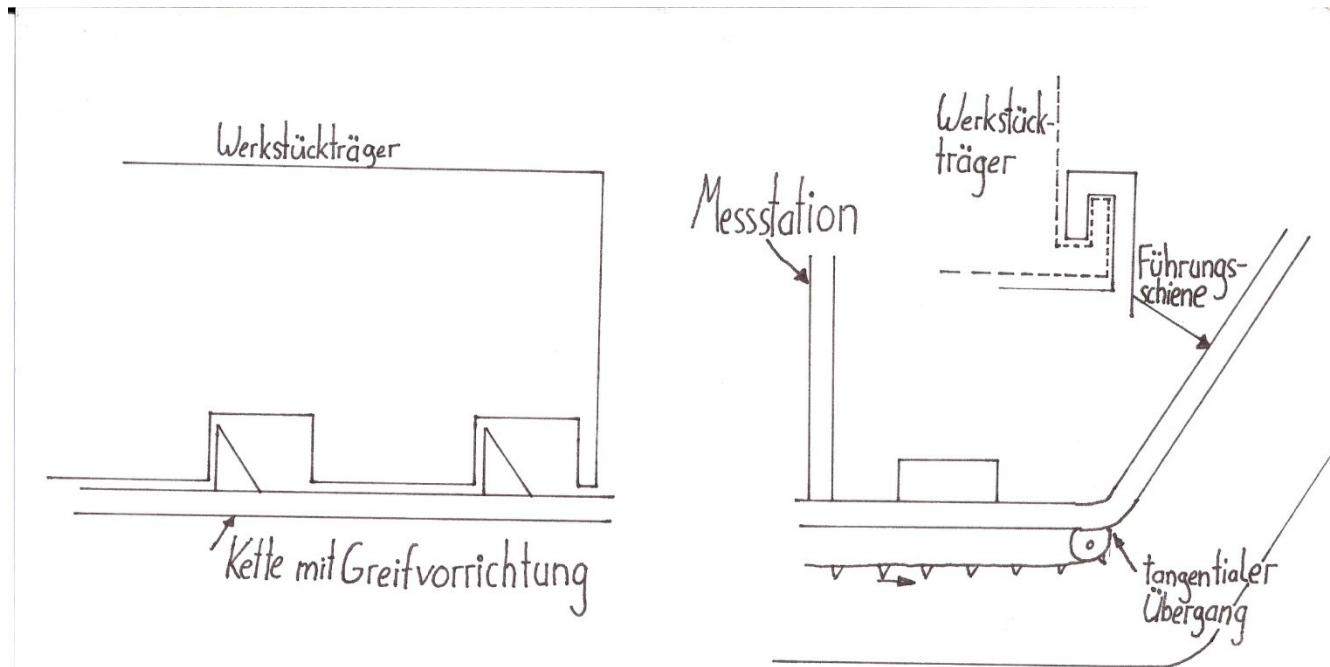 Werkstückträger
Kette mit Greifvorrichtung
Messstation
Werkstück-
träger
Führungs-
schiene
tangentialer
Übergang